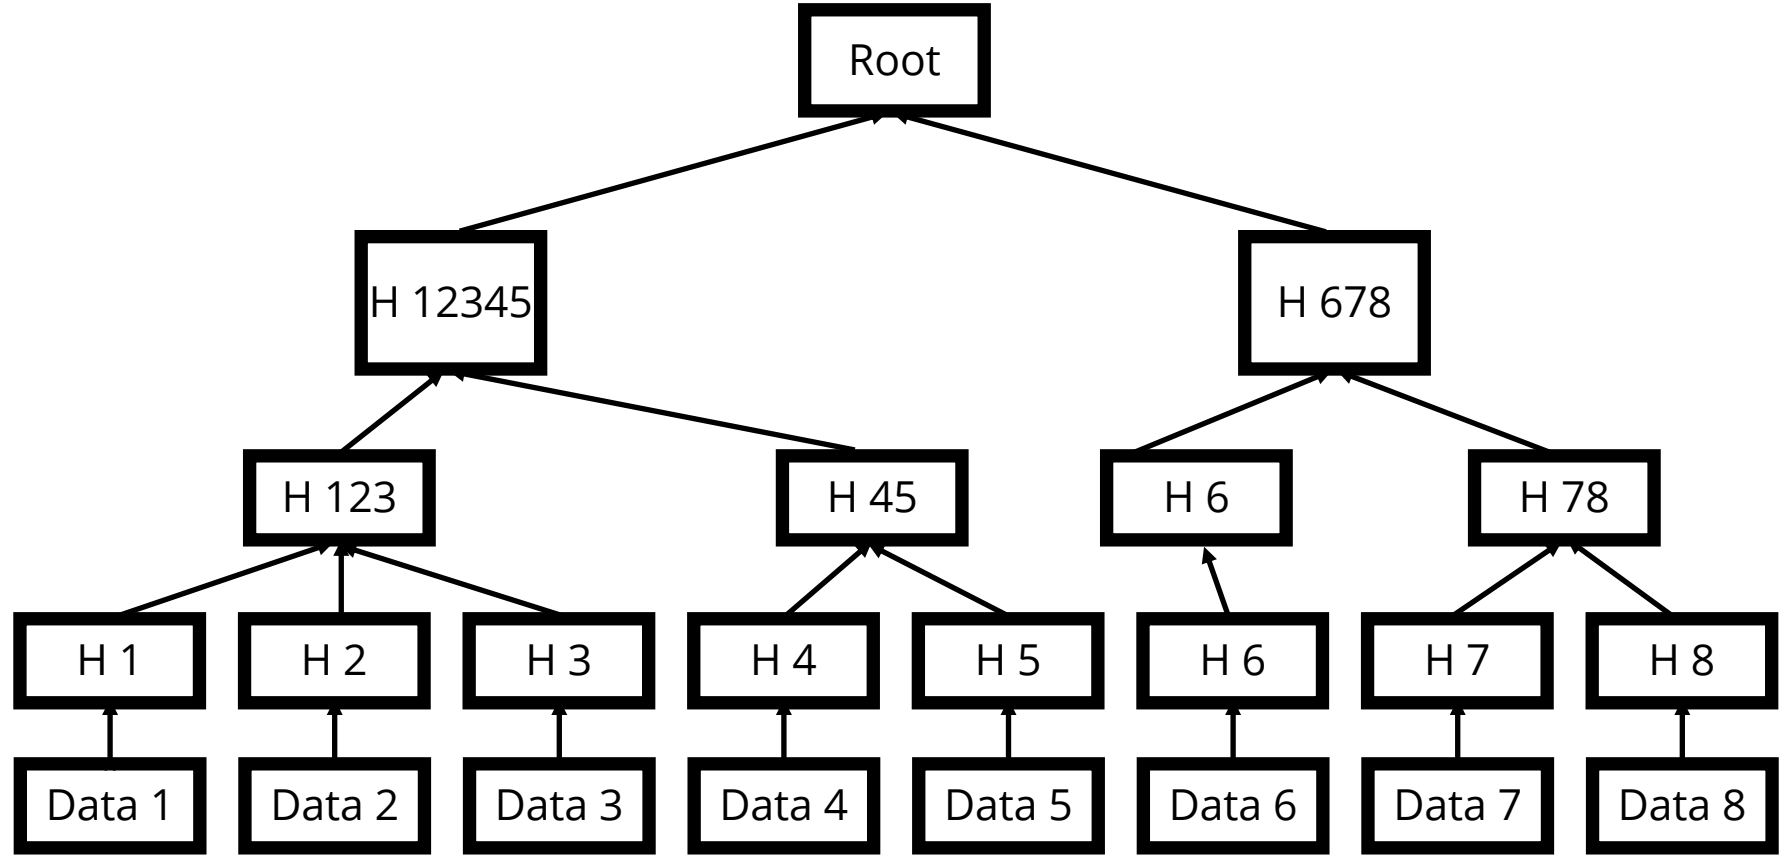 Root
H 12345
H 678
H 123
H 45
H 6
H 78
H 1
H 2
H 3
H 4
H 5
H 6
H 7
H 8
Data 1
Data 2
Data 3
Data 4
Data 5
Data 6
Data 7
Data 8